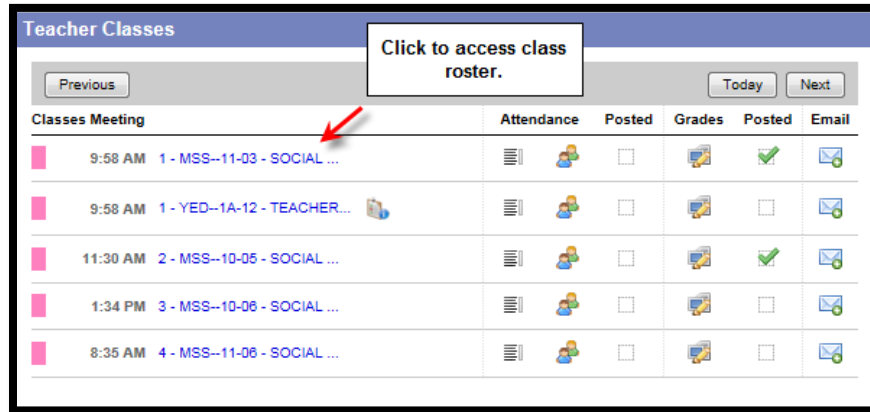 Teacher Classes
Click to access class
roster.
Previous
Today
Next
Classes Meeting Attendance Posted Grades Posted Email
9:58 AM 1 - MSS--11-03 - SOCIAL ...
9:58 AM 1 - YED--1A-12 - TEACHER...
11:30 AM 2 - MSS--10-05 - SOCIAL ...
1:34 PM 3 - MSS--10-06 - SOCIAL ...
8:35 AM 4 - MSS--11-06 - SOCIAL ...